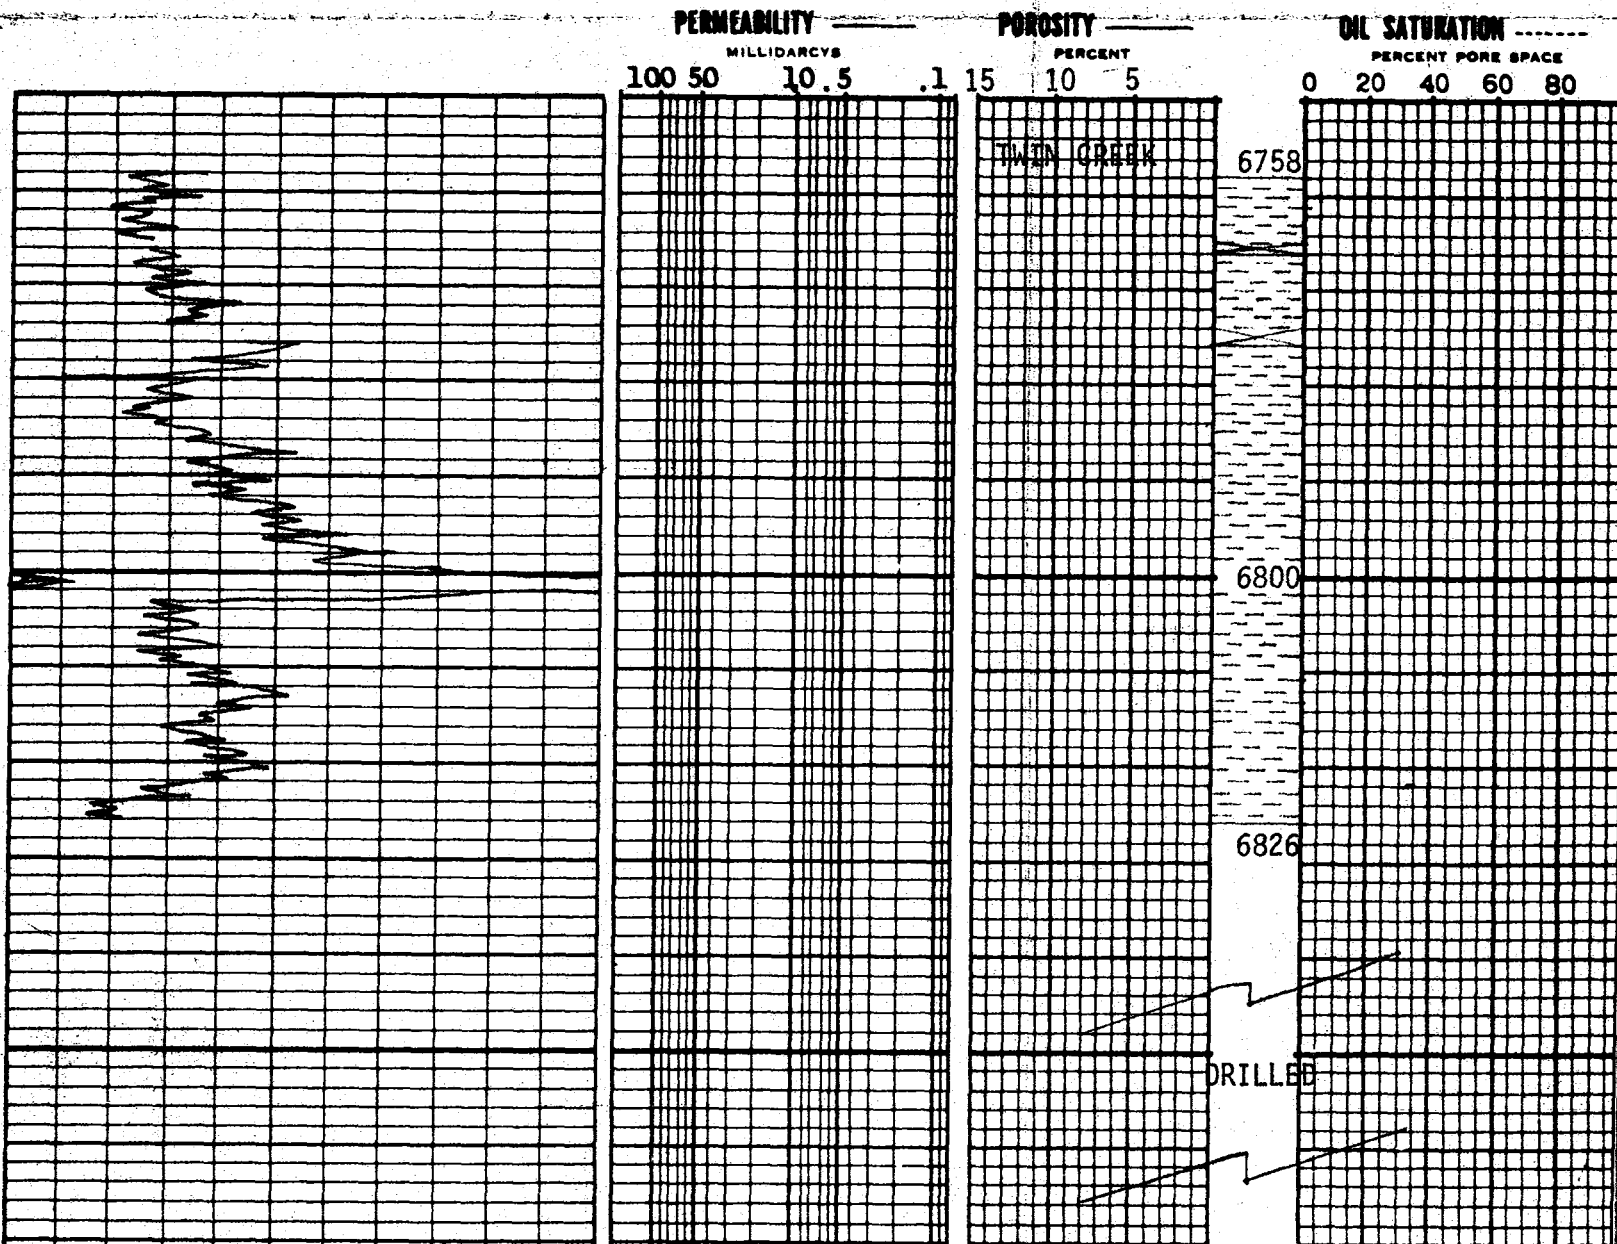 PERMEABILITY POROSITY OIL SATURATION
MILLIDARCYS PERCENT PERCENT PORE SPACE
100 50 10 .5 .1 15 10 5 0 20 40 60 80
TWIN CREEK 6758
6800
6826
DRILLED